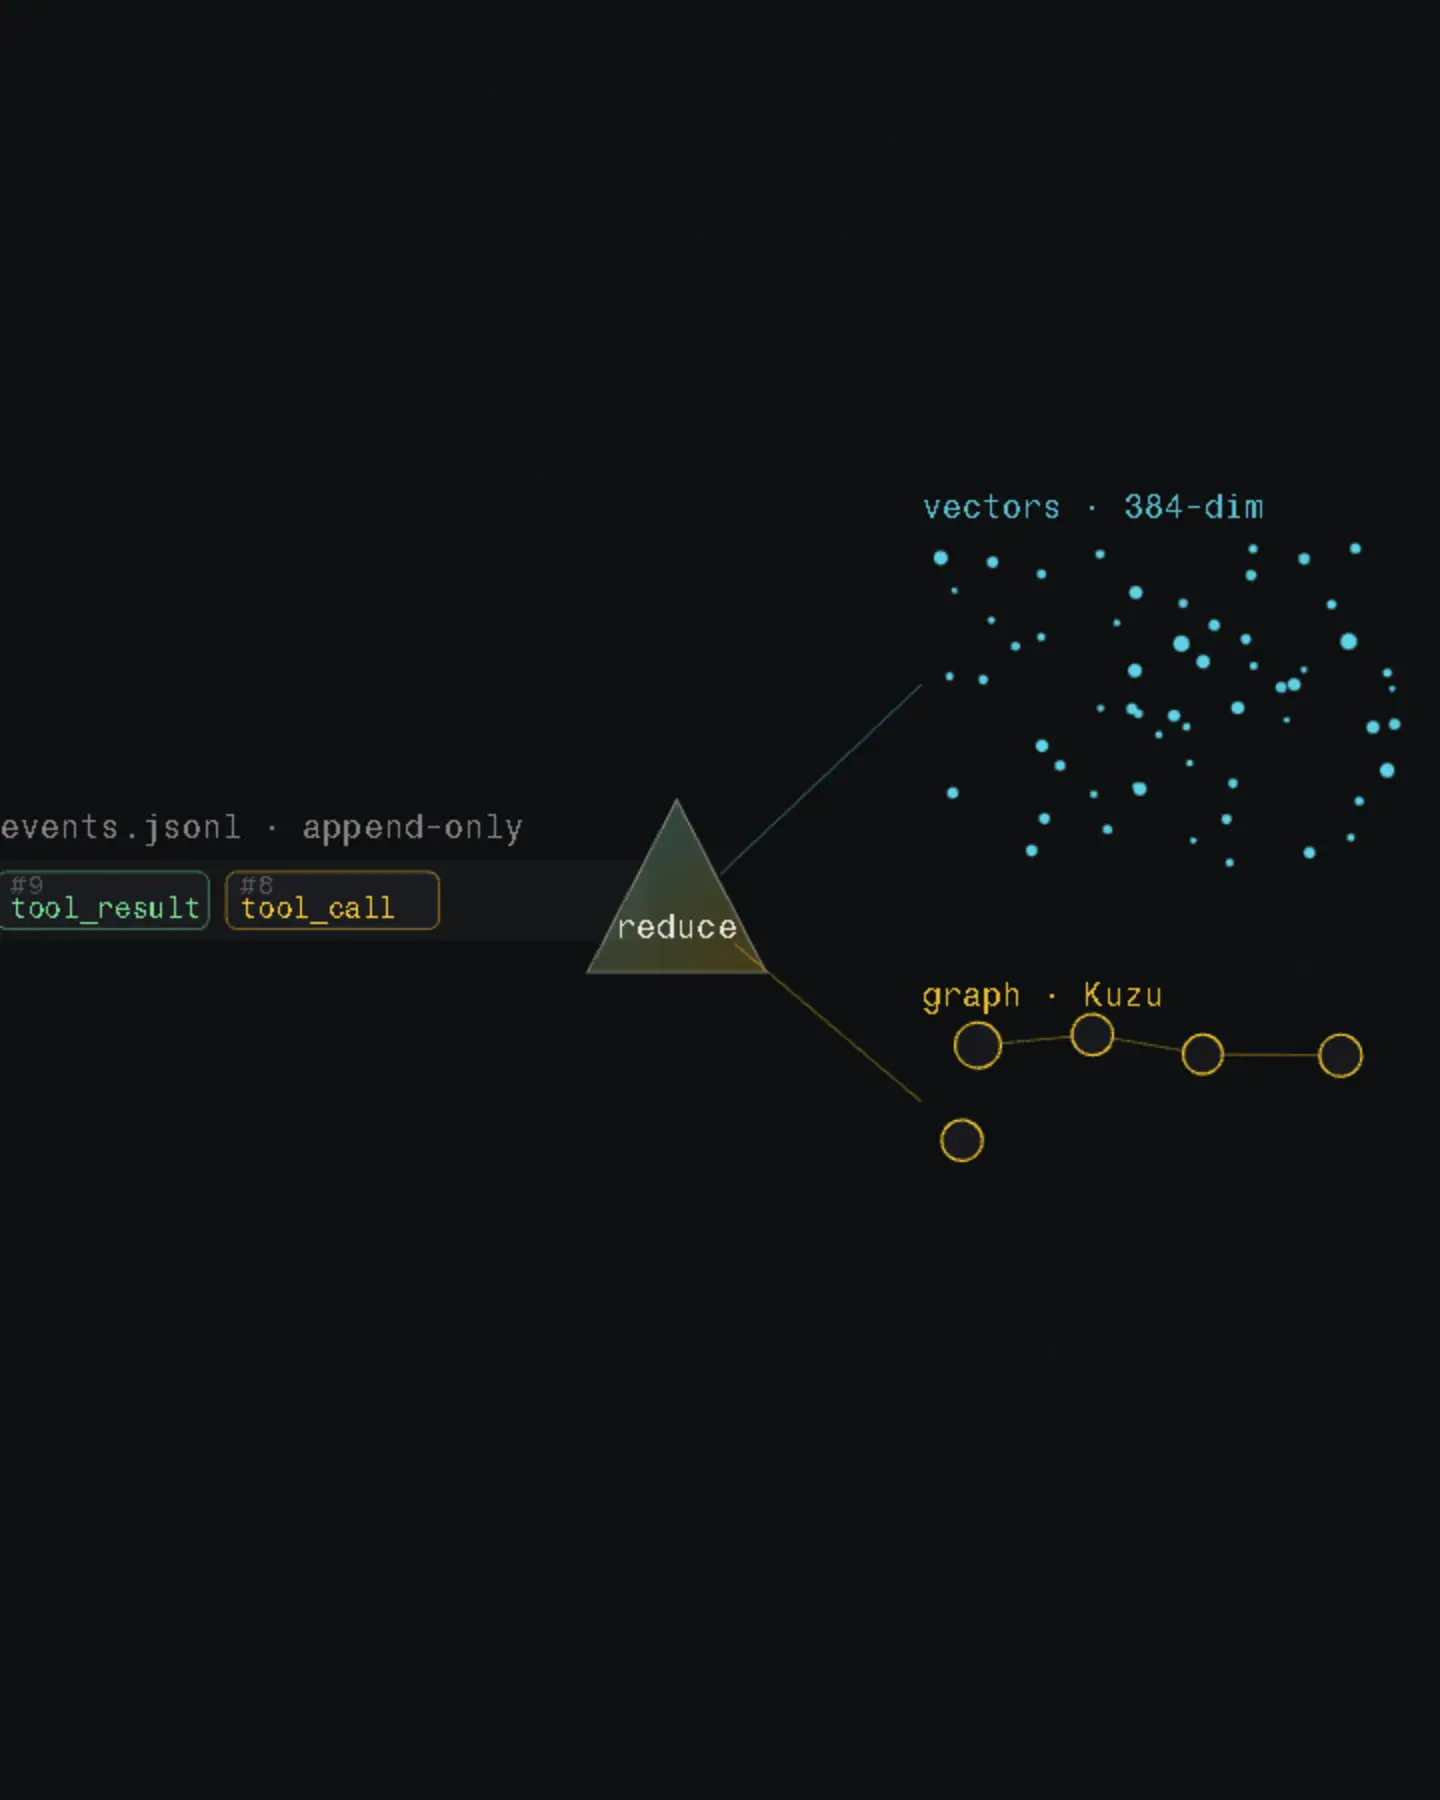 vectors · 384-dim
events.jsonl · append-only
#9
tool_result
#8
tool_call
reduce
graph · Kuzu